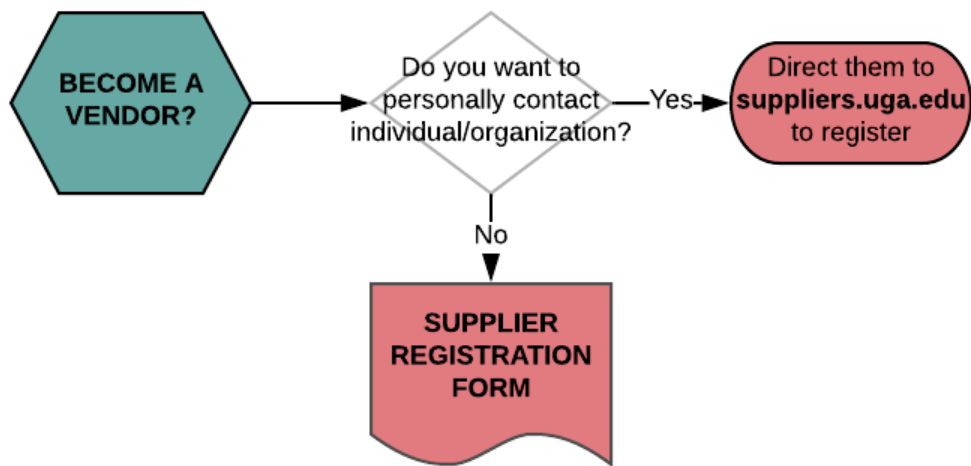 BECOME A
VENDOR?
Do you want to
personally contact
individual/organization?
Yes
Direct them to
suppliers.uga.edu
to register
No
SUPPLIER
REGISTRATION
FORM